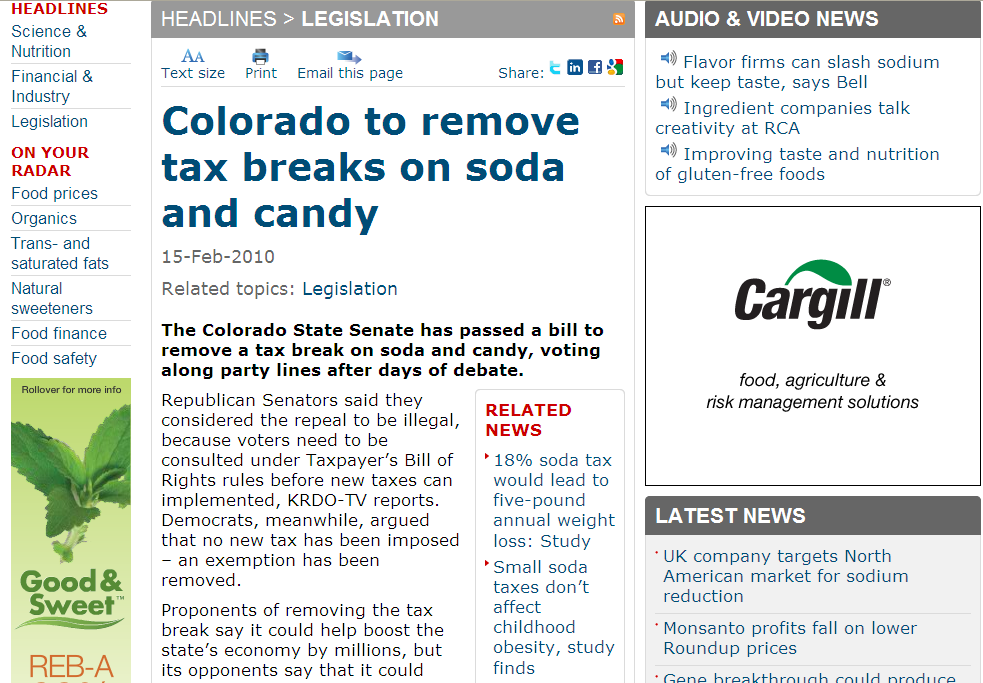 HEADLINES
Science &
Nutrition
Financial &
Industry
Legislation
ON YOUR
RADAR
Food prices
Organics
Trans- and
saturated fats
Natural
sweeteners
Food finance
Food safety
Rollover for more info
Good &
Sweet™
REB-A
HEADLINES > LEGISLATION
AA
Text size
Print
Email this page
Share:
Colorado to remove
tax breaks on soda
and candy
15-Feb-2010
Related topics: Legislation
The Colorado State Senate has passed a bill to
remove a tax break on soda and candy, voting
along party lines after days of debate.
Republican Senators said they
considered the repeal to be illegal,
because voters need to be
consulted under Taxpayer’s Bill of
Rights rules before new taxes can
implemented, KRDO-TV reports.
Democrats, meanwhile, argued
that no new tax has been imposed
– an exemption has been
removed.
Proponents of removing the tax
break say it could help boost the
state’s economy by millions, but
its opponents say that it could
RELATED
NEWS
18% soda tax
would lead to
five-pound
annual weight
loss: Study
Small soda
taxes don’t
affect
childhood
obesity, study
finds
AUDIO & VIDEO NEWS
Flavor firms can slash sodium
but keep taste, says Bell
Ingredient companies talk
creativity at RCA
Improving taste and nutrition
of gluten-free foods
Cargill®
food, agriculture &
risk management solutions
LATEST NEWS
UK company targets North
American market for sodium
reduction
Monsanto profits fall on lower
Roundup prices
Gene breakthrough could produce